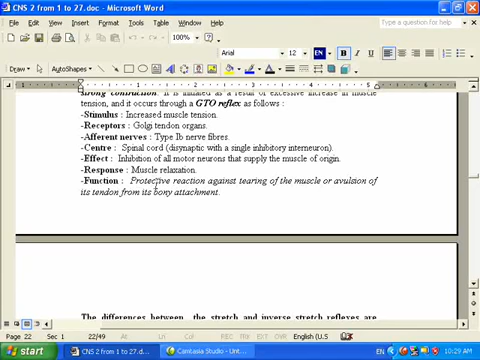 CNS 2 from 1 to 27.doc - Microsoft Word
File Edit View Insert Format Tools Table Window Help
Type a question for help
100%
Arial 12 EN B I U
Draw AutoShapes
strong contraction. It is initiated as a result of excessive increase in muscle
tension, and it occurs through a GTO reflex as follows :
-Stimulus : Increased muscle tension.
-Receptors : Golgi tendon organs.
-Afferent nerves : Type Ib nerve fibres.
-Centre : Spinal cord (disynaptic with a single inhibitory interneuron).
-Effect : Inhibition of all motor neurons that supply the muscle of origin.
-Response : Muscle relaxation.
-Function : Protective reaction against tearing of the muscle or avulsion of
its tendon from its bony attachment.
The differences between the stretch and inverse stretch reflexes are
Page 22 Sec 1 22/49 At Ln Col REC TRK EXT OVR English (U.S
start CNS 2 from 1 to 27.d... Camtasia Studio - Unt... EN 10:29 AM